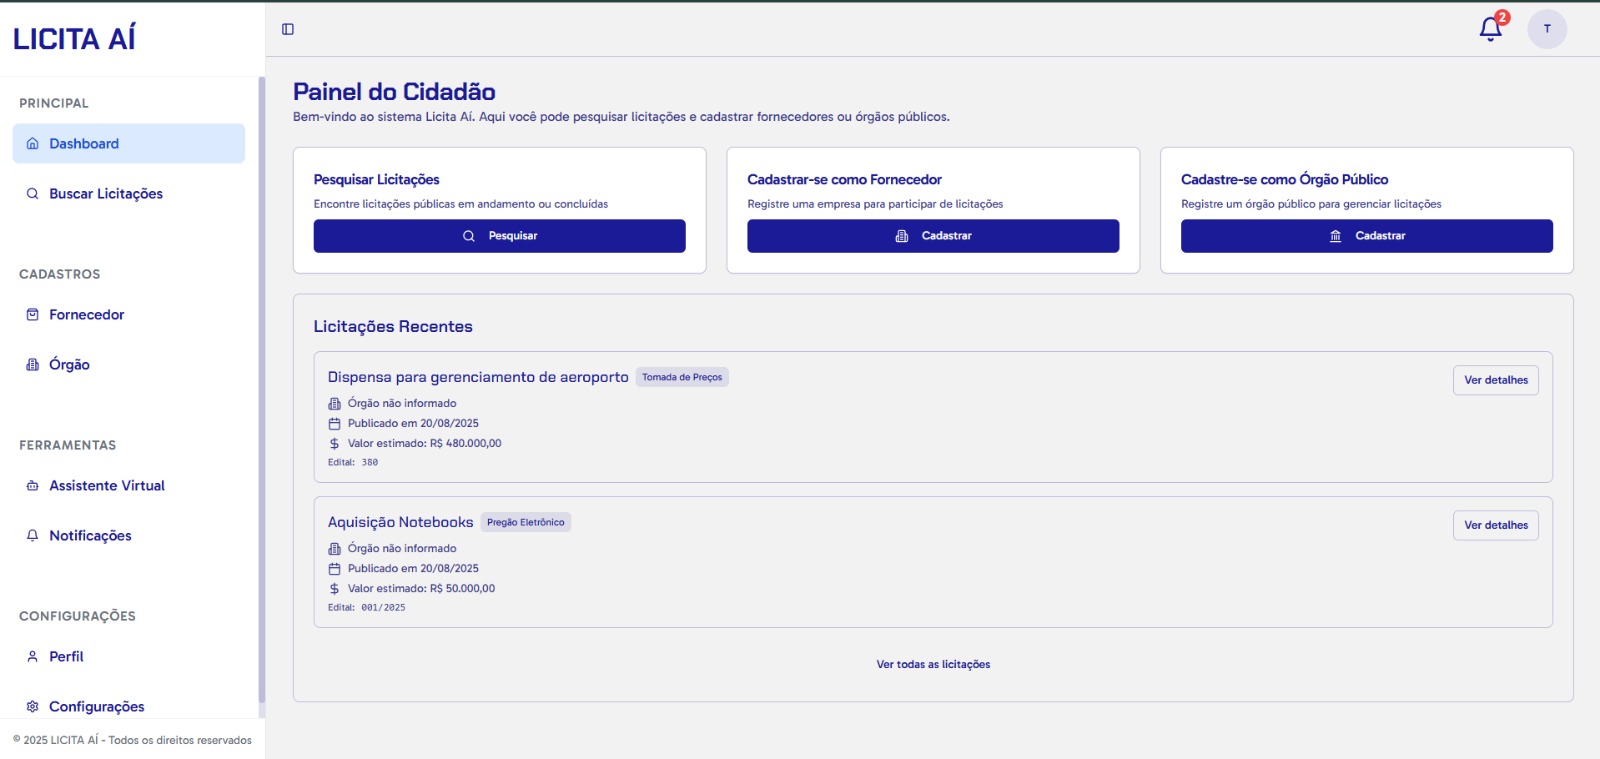 LICITA AÍ
PRINCIPAL
Dashboard
Buscar Licitações
CADASTROS
Fornecedor
Órgão
FERRAMENTAS
Assistente Virtual
Notificações
CONFIGURAÇÕES
Perfil
Configurações
© 2025 LICITA AÍ - Todos os direitos reservados
2
T
Painel do Cidadão
Bem-vindo ao sistema Licita Aí. Aqui você pode pesquisar licitações e cadastrar fornecedores ou órgãos públicos.
Pesquisar Licitações
Encontre licitações públicas em andamento ou concluídas
Pesquisar
Cadastrar-se como Fornecedor
Registre uma empresa para participar de licitações
Cadastrar
Cadastre-se como Órgão Público
Registre um órgão público para gerenciar licitações
Cadastrar
Licitações Recentes
Dispensa para gerenciamento de aeroporto Tomada de Preços
Ver detalhes
Órgão não informado
Publicado em 20/08/2025
Valor estimado: R$ 480.000,00
Edital: 380
Aquisição Notebooks Pregão Eletrônico
Ver detalhes
Órgão não informado
Publicado em 20/08/2025
Valor estimado: R$ 50.000,00
Edital: 001/2025
Ver todas as licitações